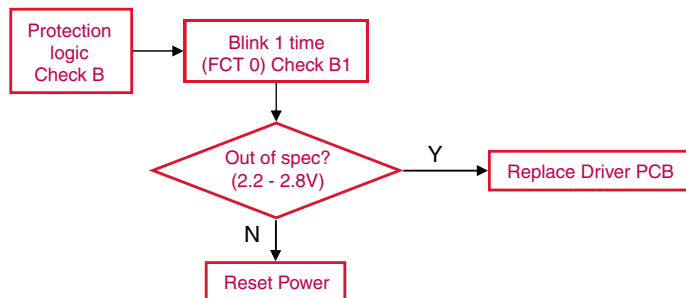 Protection
logic
Check B
Blink 1 time
(FCT 0) Check B1
Out of spec?
(2.2 - 2.8V)
Y
Replace Driver PCB
N
Reset Power